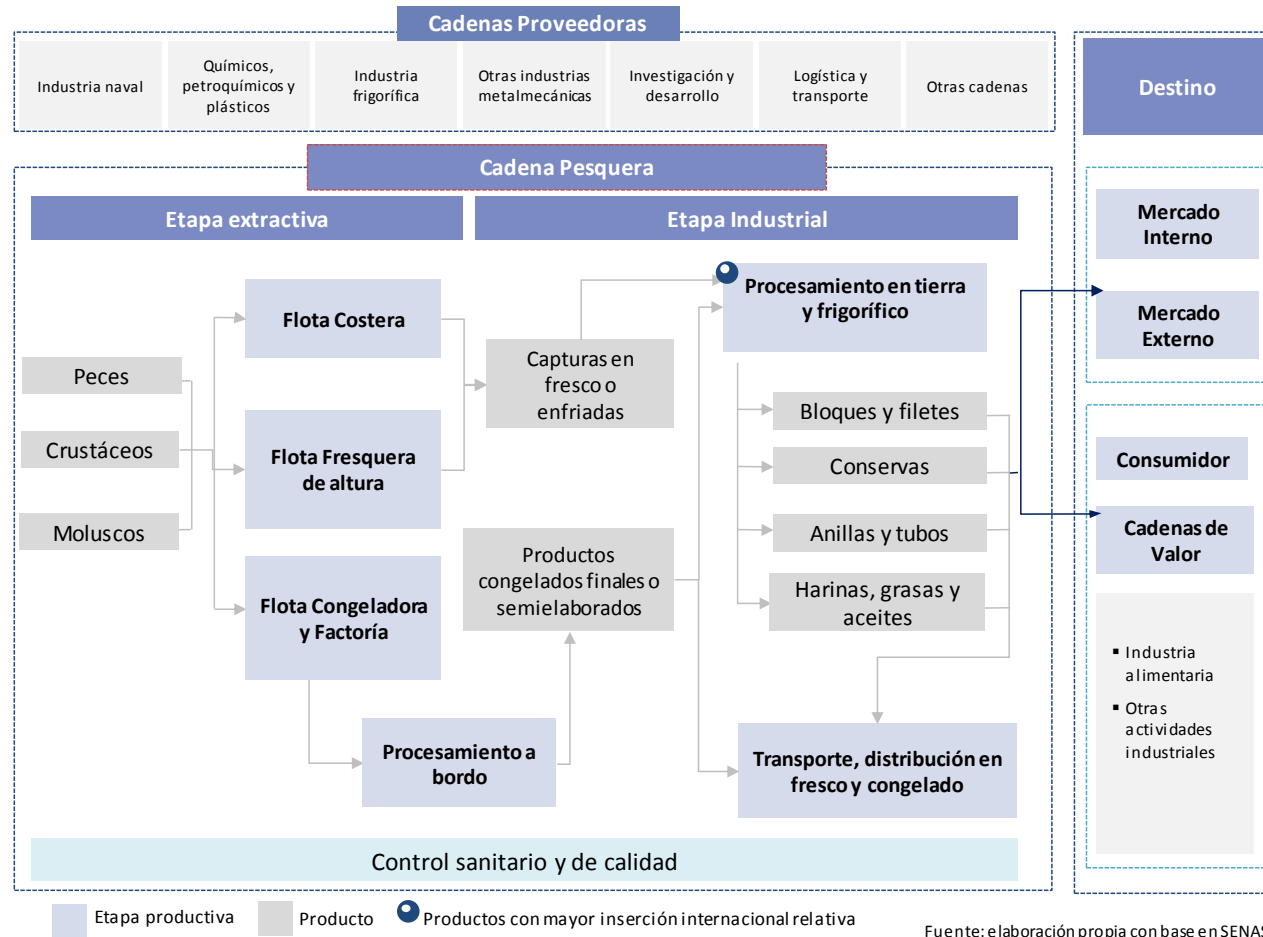 Cadenas Proveedoras
Industria naval
Químicos,
petroquímicos y
plásticos
Industria
frigorífica
Otras industrias
metalmecánicas
Investigación y
desarrollo
Logística y
transporte
Otras cadenas
Destino
Cadena Pesquera
Etapa extractiva
Etapa Industrial
Mercado
Interno
Mercado
Externo
Consumidor
Cadenas de
Valor
▪ Industria
alimentaria
▪ Otras
actividades
industriales
Peces
Crustáceos
Moluscos
Flota Costera
Flota Fresquera
de altura
Flota Congeladora
y Factoría
Procesamiento a
bordo
Capturas en
fresco o
enfriadas
Productos
congelados finales o
semielaborados
Procesamiento en tierra
y frigorífico
Bloques y filetes
Conservas
Anillas y tubos
Harinas, grasas y
aceites
Transporte, distribución en
fresco y congelado
Control sanitario y de calidad
Etapa productiva
Producto
Productos con mayor inserción internacional relativa
Fuente: elaboración propia con base en SENAS